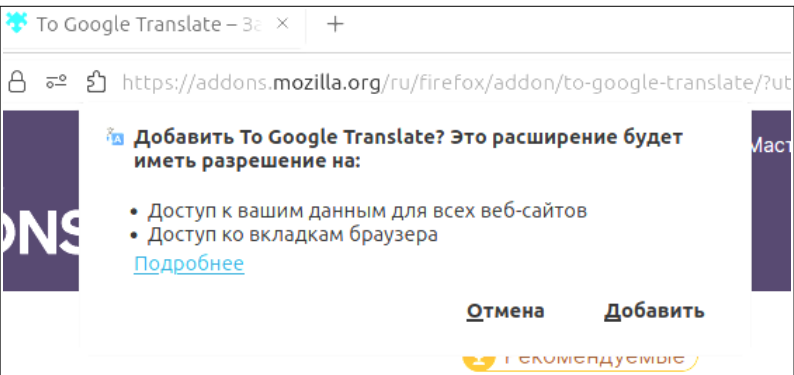 To Google Translate – За
https://addons.mozilla.org/ru/firefox/addon/to-google-translate/?ut
Добавить To Google Translate? Это расширение будет
иметь разрешение на:
Маст
• Доступ к вашим данным для всех веб-сайтов
• Доступ ко вкладкам браузера
ONS
Подробнее
Отмена Добавить
Рекомендуемые